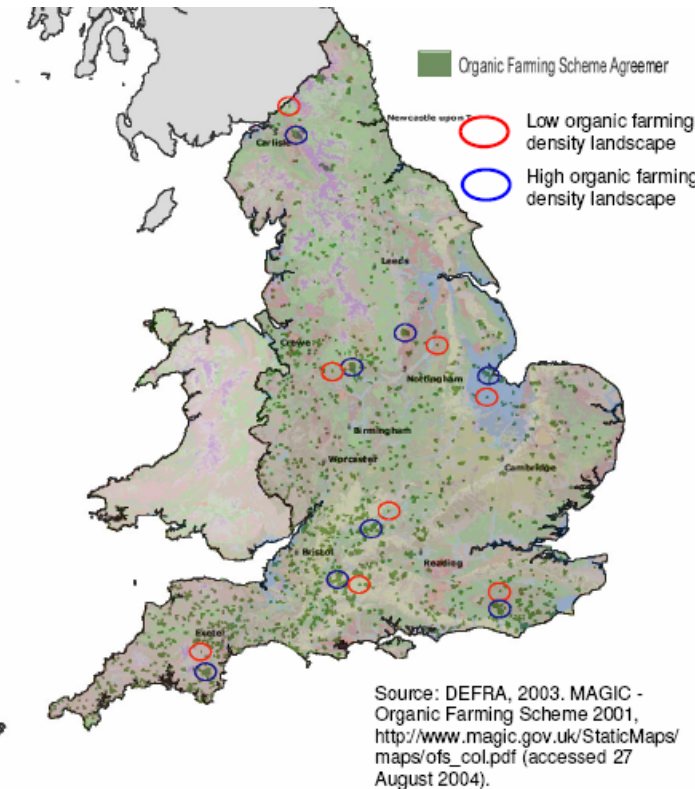 Organic Farming Scheme Agreemer
Newcastle upon T
Low organic farming
density landscape
Carlisle
High organic farming
density landscape
Leeds
Crewe
Nottingham
Birmingham
Worcester
Cambridge
Bristol
Reading
Exeter
Source: DEFRA, 2003. MAGIC -
Organic Farming Scheme 2001,
http://www.magic.gov.uk/StaticMaps/
maps/ofs_col.pdf (accessed 27
August 2004).